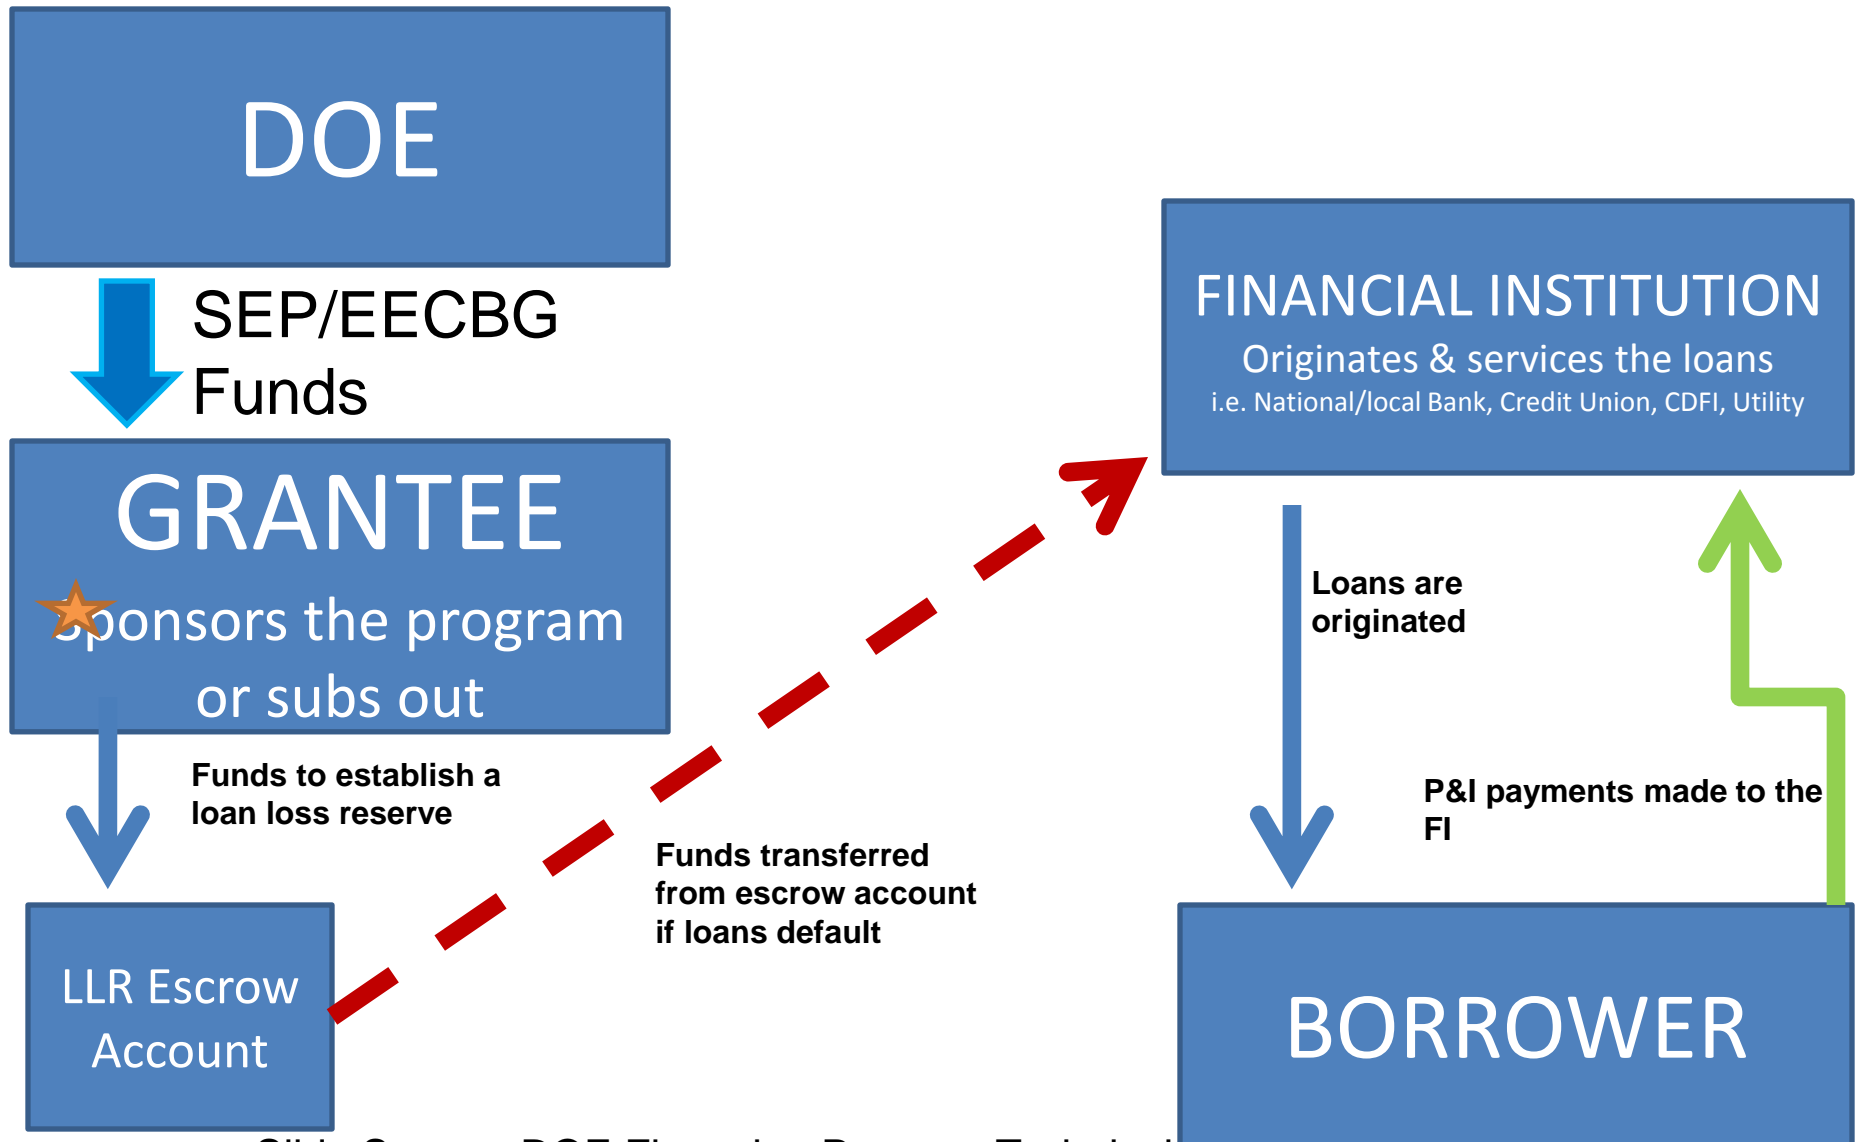 DOE
SEP/EECBG
Funds
GRANTEE
Sponsors the program
or subs out
Funds to establish a
loan loss reserve
LLR Escrow
Account
Funds transferred
from escrow account
if loans default
FINANCIAL INSTITUTION
Originates & services the loans
i.e. National/local Bank, Credit Union, CDFI, Utility
Loans are
originated
P&I payments made to the
FI
BORROWER